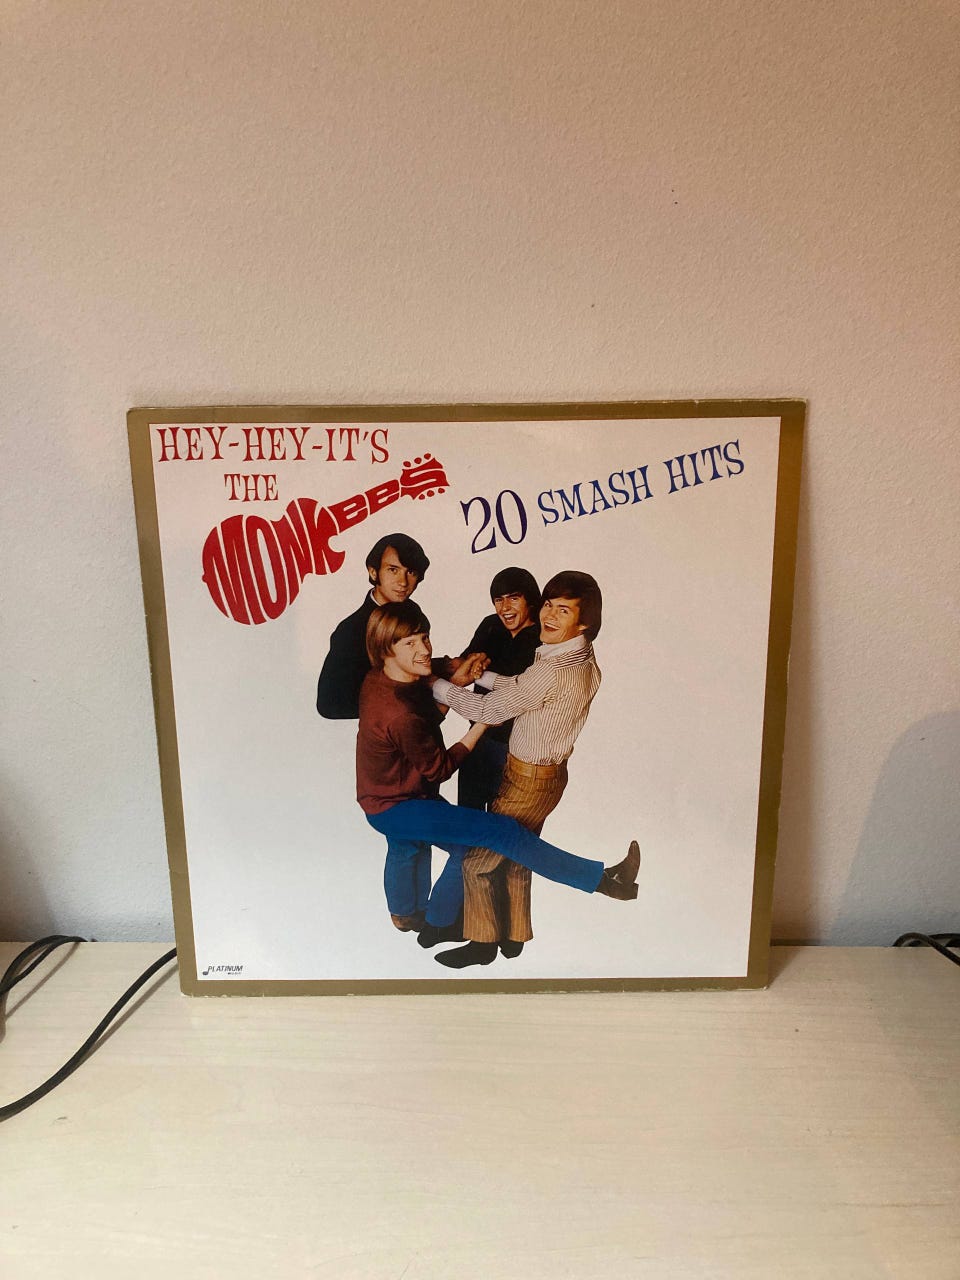 HEY-HEY-IT'S
THE
MONKEES
20 SMASH HITS
PLATINUM